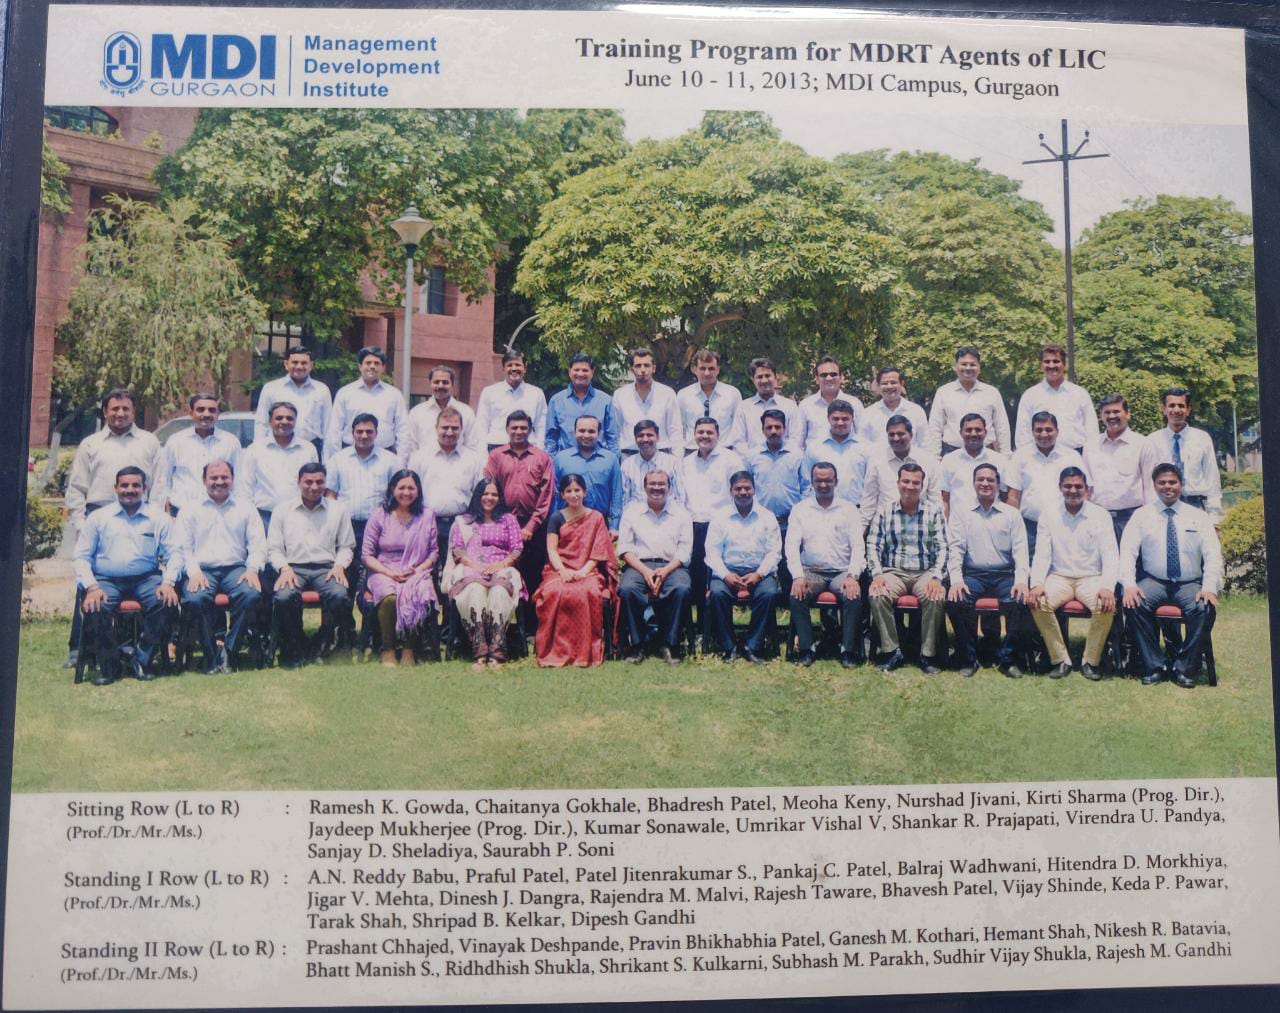 MDI
GURGAON
Management
Development
Institute
Training Program for MDRT Agents of LIC
June 10 - 11, 2013; MDI Campus, Gurgaon
Sitting Row (L to R) : Ramesh K. Gowda, Chaitanya Gokhale, Bhadresh Patel, Meoha Keny, Nurshad Jivani, Kirti Sharma (Prog. Dir.),
(Prof./Dr./Mr./Ms.) Jaydeep Mukherjee (Prog. Dir.), Kumar Sonawale, Umrikar Vishal V, Shankar R. Prajapati, Virendra U. Pandya,
Sanjay D. Sheladiya, Saurabh P. Soni
Standing I Row (L to R) : A.N. Reddy Babu, Praful Patel, Patel Jitenrakumar S., Pankaj C. Patel, Balraj Wadhwani, Hitendra D. Morkhiya,
(Prof./Dr./Mr./Ms.) Jigar V. Mehta, Dinesh J. Dangra, Rajendra M. Malvi, Rajesh Taware, Bhavesh Patel, Vijay Shinde, Keda P. Pawar,
Tarak Shah, Shripad B. Kelkar, Dipesh Gandhi
Standing II Row (L to R) : Prashant Chhajed, Vinayak Deshpande, Pravin Bhikhabhia Patel, Ganesh M. Kothari, Hemant Shah, Nikesh R. Batavia,
(Prof./Dr./Mr./Ms.) Bhatt Manish S., Ridhdhish Shukla, Shrikant S. Kulkarni, Subhash M. Parakh, Sudhir Vijay Shukla, Rajesh M. Gandhi